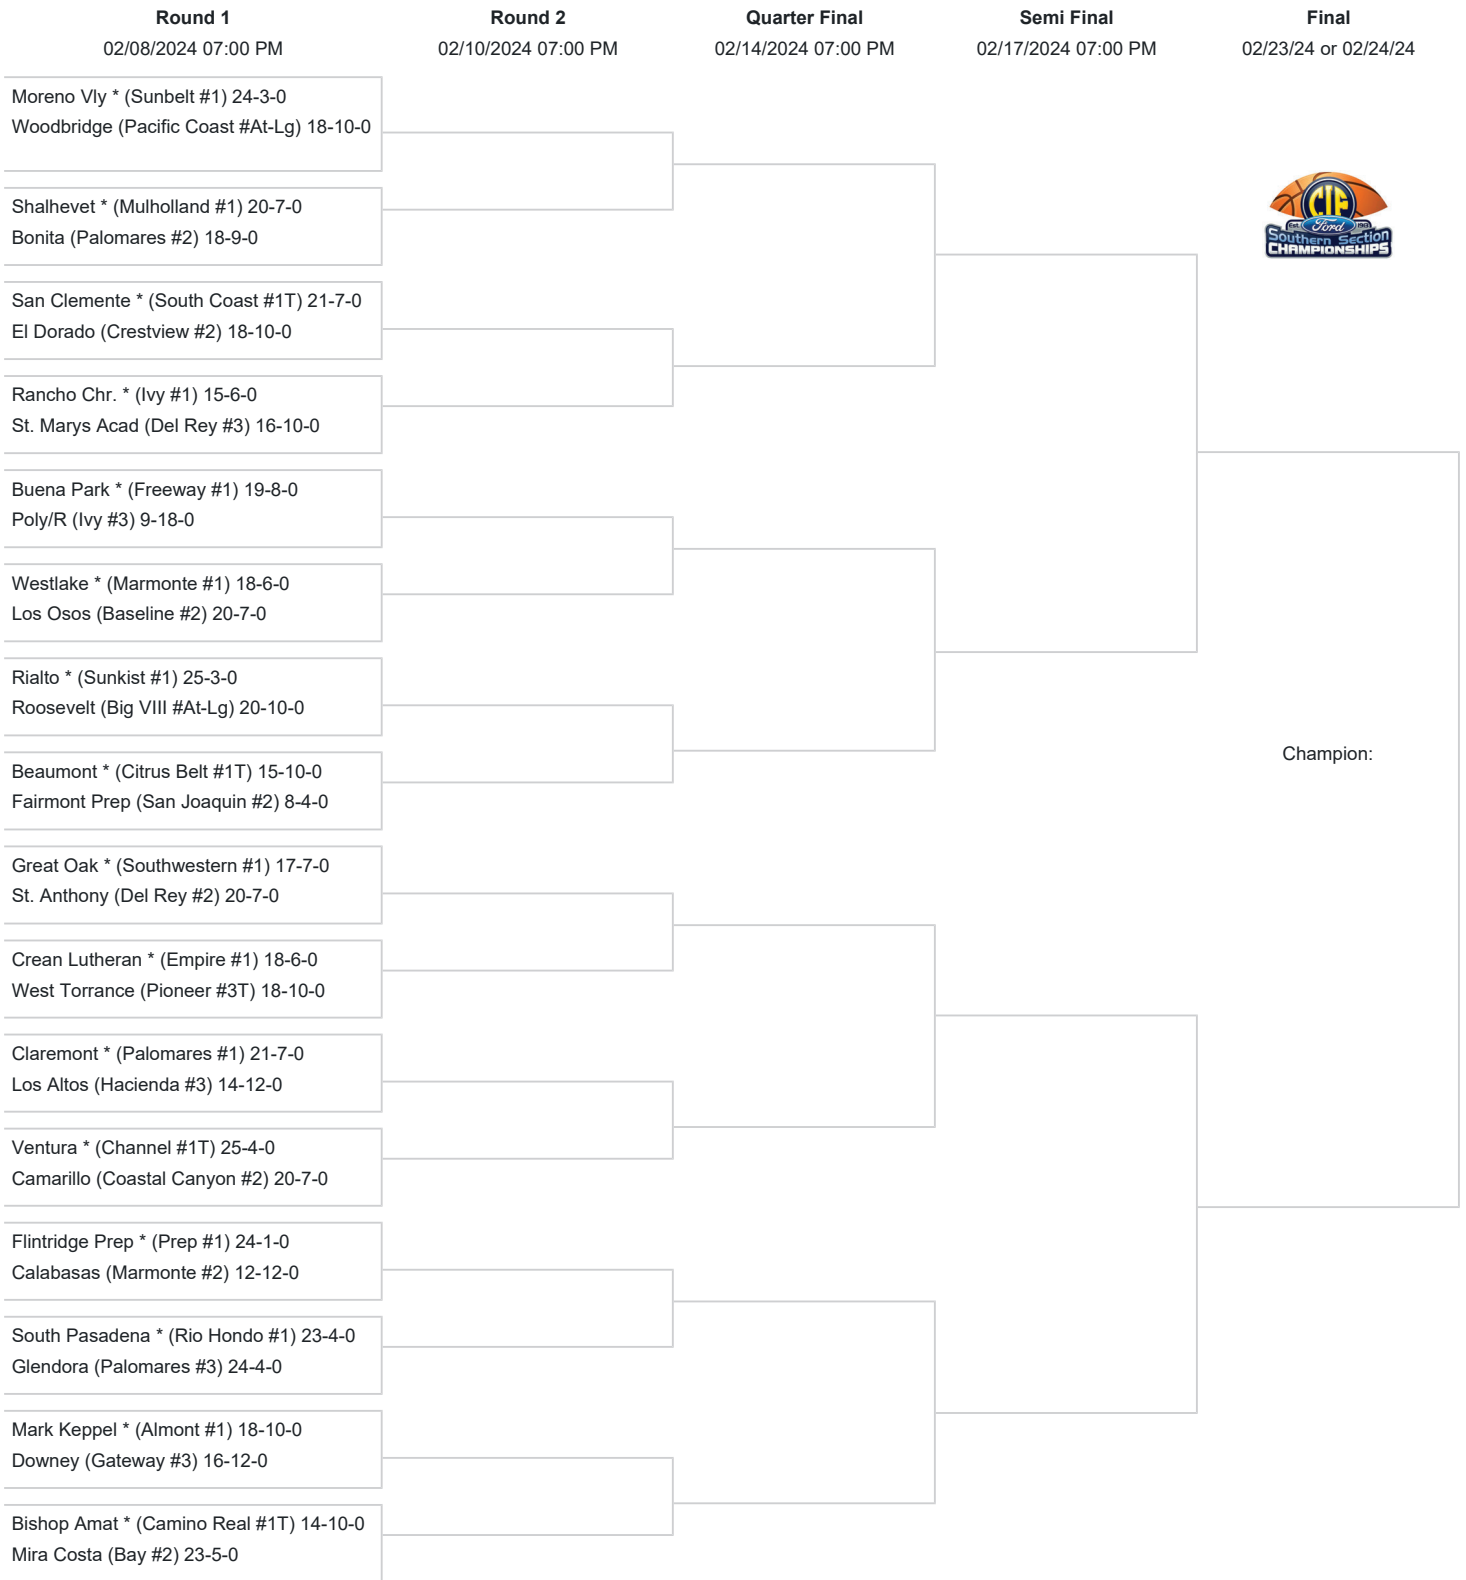 Round 1
Round 2
Quarter Final
Semi Final
Final
02/08/2024 07:00 PM
02/10/2024 07:00 PM
02/14/2024 07:00 PM
02/17/2024 07:00 PM
02/23/24 or 02/24/24
Moreno Vly * (Sunbelt #1) 24-3-0
Woodbridge (Pacific Coast #At-Lg) 18-10-0
Shalhevet * (Mulholland #1) 20-7-0
Bonita (Palomares #2) 18-9-0
San Clemente * (South Coast #1T) 21-7-0
El Dorado (Crestview #2) 18-10-0
Rancho Chr. * (Ivy #1) 15-6-0
St. Marys Acad (Del Rey #3) 16-10-0
Buena Park * (Freeway #1) 19-8-0
Poly/R (Ivy #3) 9-18-0
Westlake * (Marmonte #1) 18-6-0
Los Osos (Baseline #2) 20-7-0
Rialto * (Sunkist #1) 25-3-0
Roosevelt (Big VIII #At-Lg) 20-10-0
Beaumont * (Citrus Belt #1T) 15-10-0
Fairmont Prep (San Joaquin #2) 8-4-0
Great Oak * (Southwestern #1) 17-7-0
St. Anthony (Del Rey #2) 20-7-0
Crean Lutheran * (Empire #1) 18-6-0
West Torrance (Pioneer #3T) 18-10-0
Claremont * (Palomares #1) 21-7-0
Los Altos (Hacienda #3) 14-12-0
Ventura * (Channel #1T) 25-4-0
Camarillo (Coastal Canyon #2) 20-7-0
Flintridge Prep * (Prep #1) 24-1-0
Calabasas (Marmonte #2) 12-12-0
South Pasadena * (Rio Hondo #1) 23-4-0
Glendora (Palomares #3) 24-4-0
Mark Keppel * (Almont #1) 18-10-0
Downey (Gateway #3) 16-12-0
Bishop Amat * (Camino Real #1T) 14-10-0
Mira Costa (Bay #2) 23-5-0
CIF
Ford
Southern Section
CHAMPIONSHIPS
Champion: